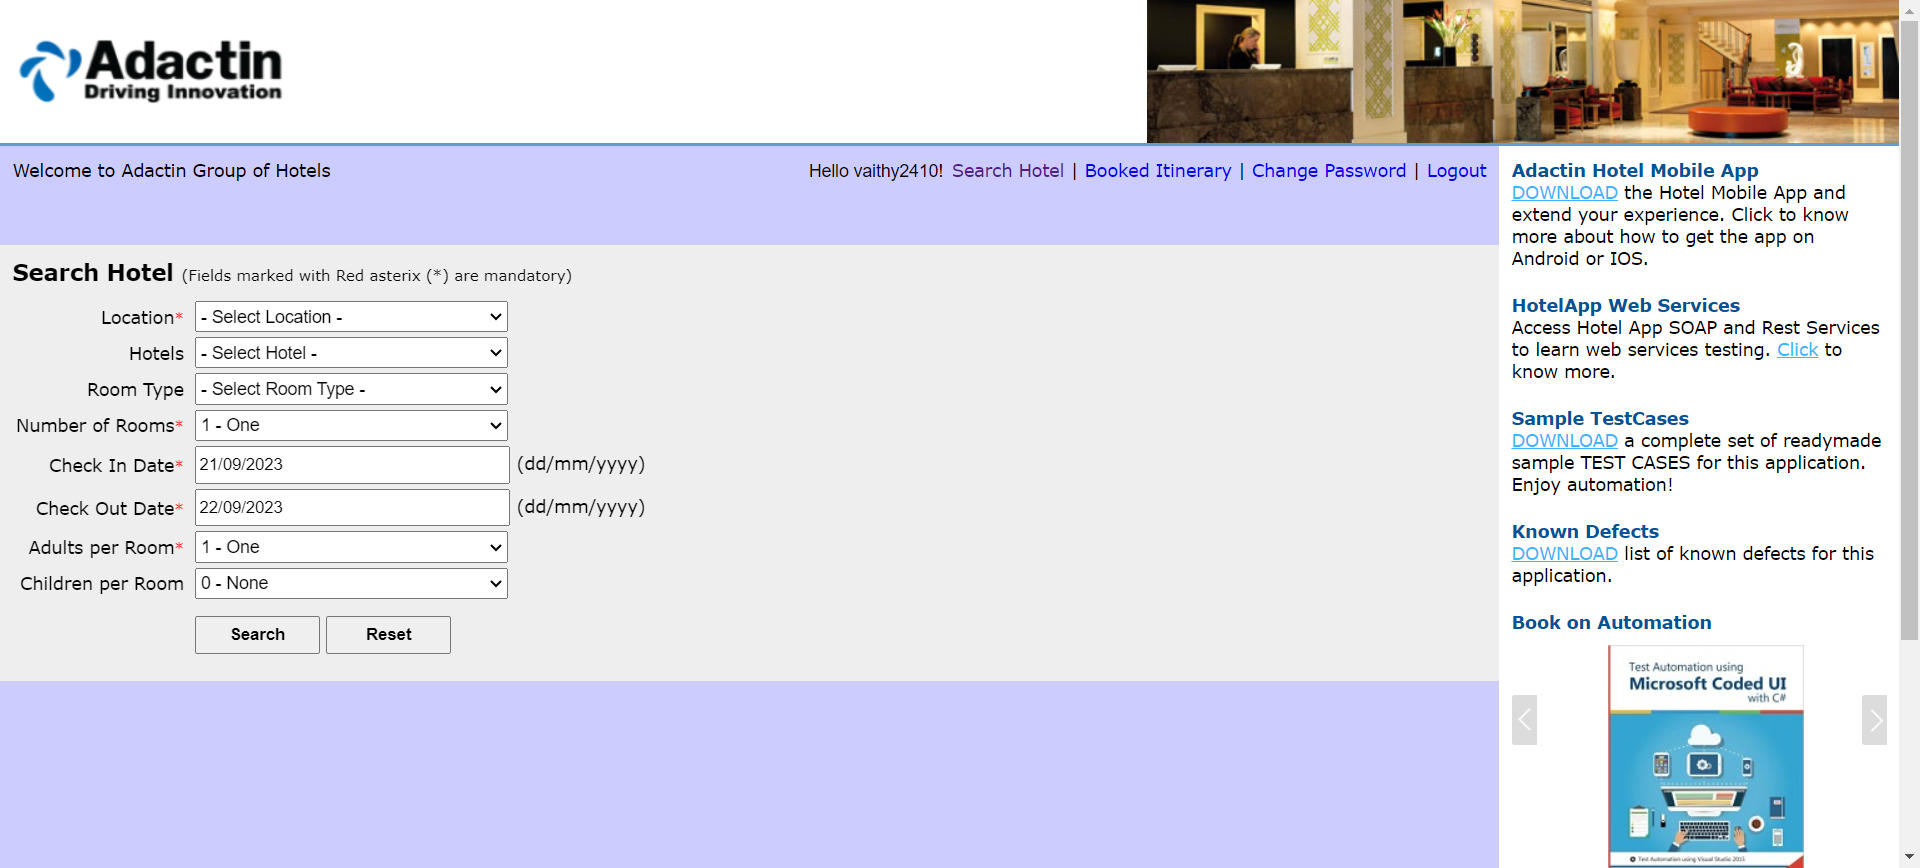 Adactin
Driving Innovation
Welcome to Adactin Group of Hotels
Hello vaithy2410! Search Hotel | Booked Itinerary | Change Password | Logout
Search Hotel (Fields marked with Red asterix (*) are mandatory)
Location* - Select Location -
Hotels - Select Hotel -
Room Type - Select Room Type -
Number of Rooms* 1 - One
Check In Date* 21/09/2023 (dd/mm/yyyy)
Check Out Date* 22/09/2023 (dd/mm/yyyy)
Adults per Room* 1 - One
Children per Room 0 - None
Search Reset
Adactin Hotel Mobile App
DOWNLOAD the Hotel Mobile App and
extend your experience. Click to know
more about how to get the app on
Android or IOS.
HotelApp Web Services
Access Hotel App SOAP and Rest Services
to learn web services testing. Click to
know more.
Sample TestCases
DOWNLOAD a complete set of readymade
sample TEST CASES for this application.
Enjoy automation!
Known Defects
DOWNLOAD list of known defects for this
application.
Book on Automation
Test Automation using
Microsoft Coded UI
with C#
Test Automation using Visual Studio 2015